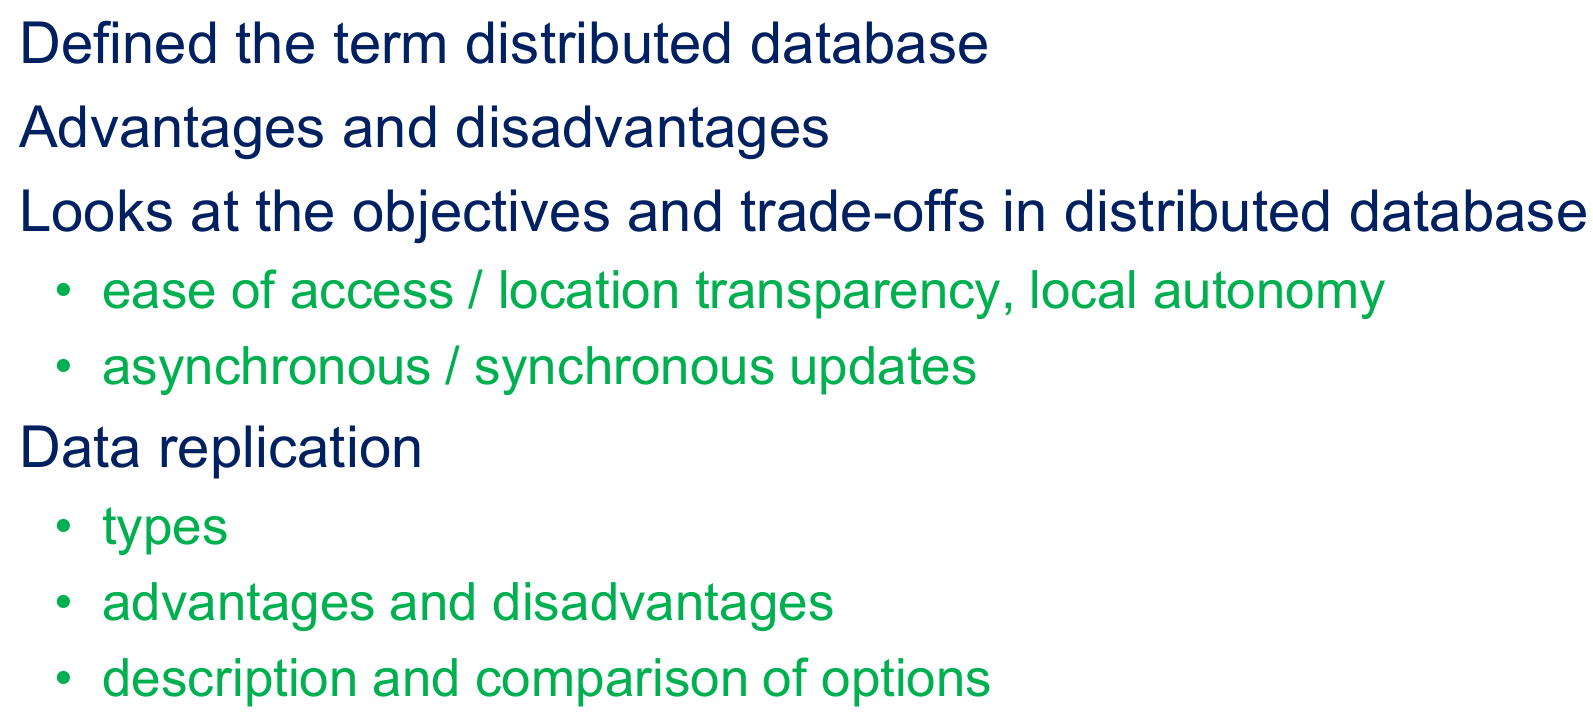 Defined the term distributed database
Advantages and disadvantages
Looks at the objectives and trade-offs in distributed database
• ease of access / location transparency, local autonomy
• asynchronous / synchronous updates
Data replication
• types
• advantages and disadvantages
• description and comparison of options